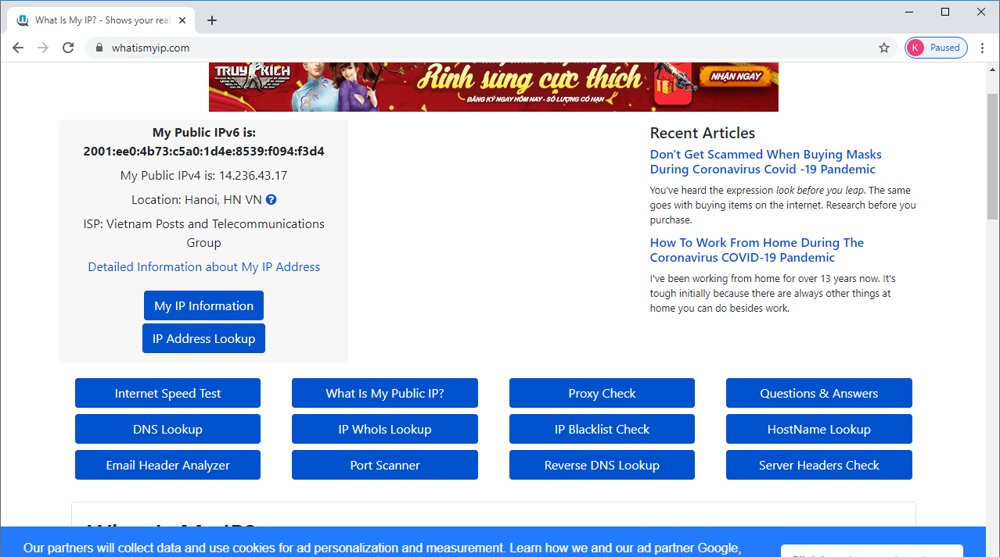 What Is My IP? - Shows your real
whatismyip.com
K Paused
TRUY KÍCH
Rinh súng cực thích
NHẬN NGAY
ĐĂNG KÝ NGAY HÔM NAY - SỐ LƯỢNG CÓ HẠN
My Public IPv6 is:
2001:ee0:4b73:c5a0:1d4e:8539:f094:f3d4
My Public IPv4 is: 14.236.43.17
Location: Hanoi, HN VN
ISP: Vietnam Posts and Telecommunications
Group
Detailed Information about My IP Address
My IP Information
IP Address Lookup
Recent Articles
Don't Get Scammed When Buying Masks
During Coronavirus Covid -19 Pandemic
You've heard the expression look before you leap. The same
goes with buying items on the internet. Research before you
purchase.
How To Work From Home During The
Coronavirus COVID-19 Pandemic
I've been working from home for over 13 years now. It's
tough initially because there are always other things at
home you can do besides work.
Internet Speed Test
What Is My Public IP?
Proxy Check
Questions & Answers
DNS Lookup
IP WhoIs Lookup
IP Blacklist Check
HostName Lookup
Email Header Analyzer
Port Scanner
Reverse DNS Lookup
Server Headers Check
What Is My IP?
Our partners will collect data and use cookies for ad personalization and measurement. Learn how we and our ad partner Google,